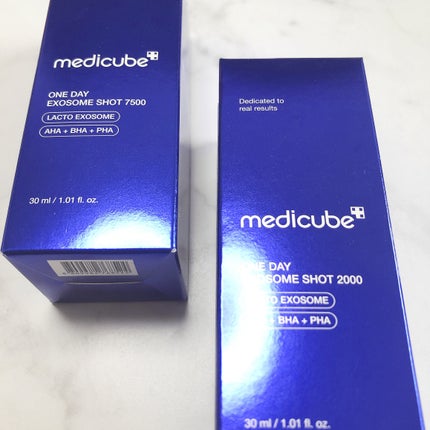 medicube
ONE DAY
EXOSOME SHOT 7500
LACTO EXOSOME
AHA + BHA + PHA
30 ml / 1.01 fl. oz.
Dedicated to
real results
medicube
DAY
SHOT 2000
EXOSOME
BHA + PHA
30 ml / 1.01 fl. oz.